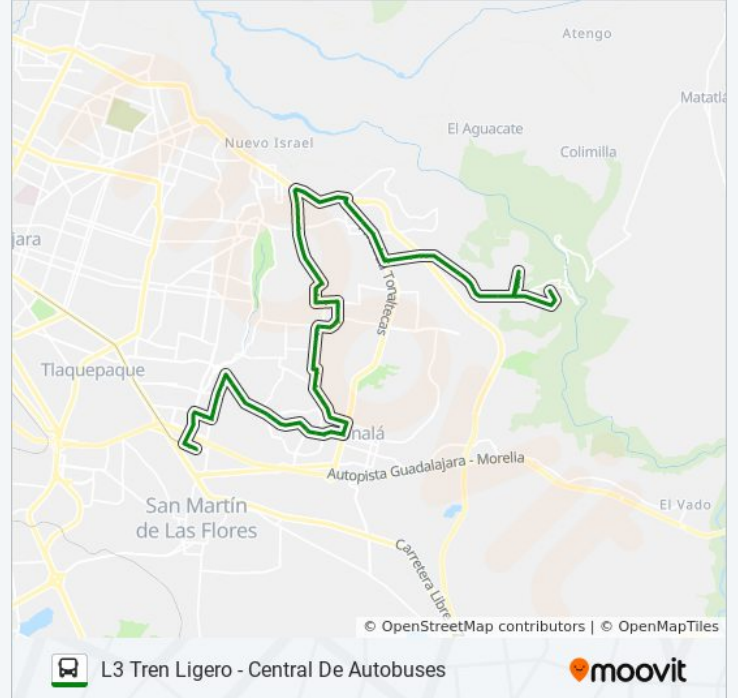 Atengo
Matatlá
El Aguacate
Nuevo Israel
Colimilla
jara
Tonaltecas
Tlaquepaque
nalá
Autopista Guadalajara - Morelia
San Martín
de Las Flores
El Vado
Carretera Libre
© OpenStreetMap contributors | © OpenMapTiles
L3 Tren Ligero - Central De Autobuses
moovit